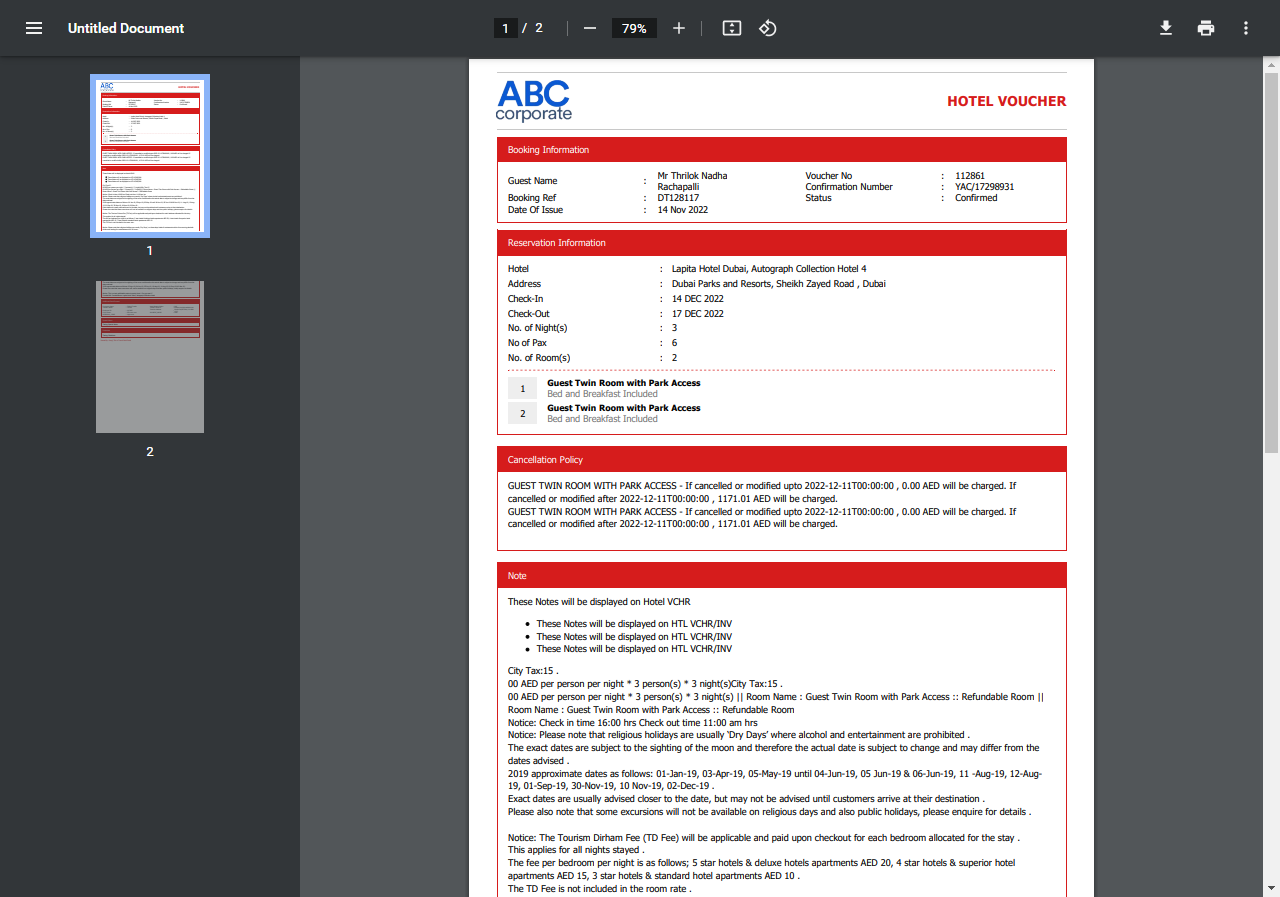 Untitled Document
1 / 2
79%
1
2
ABC
corporate
HOTEL VOUCHER
Booking Information
Guest Name : Mr Thrilok Nadha
Rachapalli
Booking Ref : DT128117
Date Of Issue : 14 Nov 2022
Voucher No : 112861
Confirmation Number : YAC/17298931
Status : Confirmed
Reservation Information
Hotel : Lapita Hotel Dubai, Autograph Collection Hotel 4
Address : Dubai Parks and Resorts, Sheikh Zayed Road , Dubai
Check-In : 14 DEC 2022
Check-Out : 17 DEC 2022
No. of Night(s) : 3
No of Pax : 6
No. of Room(s) : 2
1 Guest Twin Room with Park Access
Bed and Breakfast Included
2 Guest Twin Room with Park Access
Bed and Breakfast Included
Cancellation Policy
GUEST TWIN ROOM WITH PARK ACCESS - If cancelled or modified upto 2022-12-11T00:00:00 , 0.00 AED will be charged. If
cancelled or modified after 2022-12-11T00:00:00 , 1171.01 AED will be charged.
GUEST TWIN ROOM WITH PARK ACCESS - If cancelled or modified upto 2022-12-11T00:00:00 , 0.00 AED will be charged. If
cancelled or modified after 2022-12-11T00:00:00 , 1171.01 AED will be charged.
Note
These Notes will be displayed on Hotel VCHR
• These Notes will be displayed on HTL VCHR/INV
• These Notes will be displayed on HTL VCHR/INV
• These Notes will be displayed on HTL VCHR/INV
City Tax:15 .
00 AED per person per night * 3 person(s) * 3 night(s)City Tax:15 .
00 AED per person per night * 3 person(s) * 3 night(s) || Room Name : Guest Twin Room with Park Access :: Refundable Room ||
Room Name : Guest Twin Room with Park Access :: Refundable Room
Notice: Check in time 16:00 hrs Check out time 11:00 am hrs
Notice: Please note that religious holidays are usually ‘Dry Days’ where alcohol and entertainment are prohibited .
The exact dates are subject to the sighting of the moon and therefore the actual date is subject to change and may differ from the
dates advised .
2019 approximate dates as follows: 01-Jan-19, 03-Apr-19, 05-May-19 until 04-Jun-19, 05 Jun-19 & 06-Jun-19, 11 -Aug-19, 12-Aug-
19, 01-Sep-19, 30-Nov-19, 10 Nov-19, 02-Dec-19 .
Exact dates are usually advised closer to the date, but may not be advised until customers arrive at their destination .
Please also note that some excursions will not be available on religious days and also public holidays, please enquire for details .
Notice: The Tourism Dirham Fee (TD Fee) will be applicable and paid upon checkout for each bedroom allocated for the stay .
This applies for all nights stayed .
The fee per bedroom per night is as follows; 5 star hotels & deluxe hotels apartments AED 20, 4 star hotels & superior hotel
apartments AED 15, 3 star hotels & standard hotel apartments AED 10 .
The TD Fee is not included in the room rate .